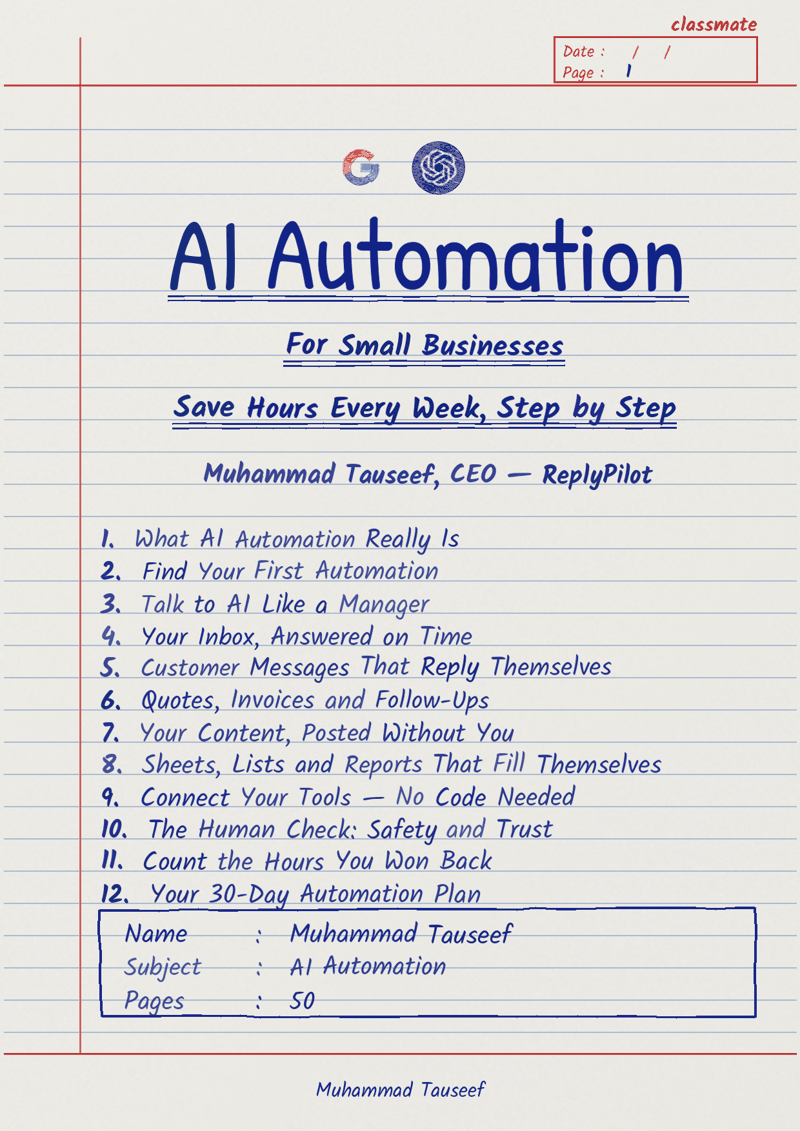 classmate
Date : / /
Page : 1
AI Automation
For Small Businesses
Save Hours Every Week, Step by Step
Muhammad Tauseef, CEO — ReplyPilot
1. What AI Automation Really Is
2. Find Your First Automation
3. Talk to AI Like a Manager
4. Your Inbox, Answered on Time
5. Customer Messages That Reply Themselves
6. Quotes, Invoices and Follow-Ups
7. Your Content, Posted Without You
8. Sheets, Lists and Reports That Fill Themselves
9. Connect Your Tools — No Code Needed
10. The Human Check: Safety and Trust
11. Count the Hours You Won Back
12. Your 30-Day Automation Plan
Name : Muhammad Tauseef
Subject : AI Automation
Pages : 50
Muhammad Tauseef